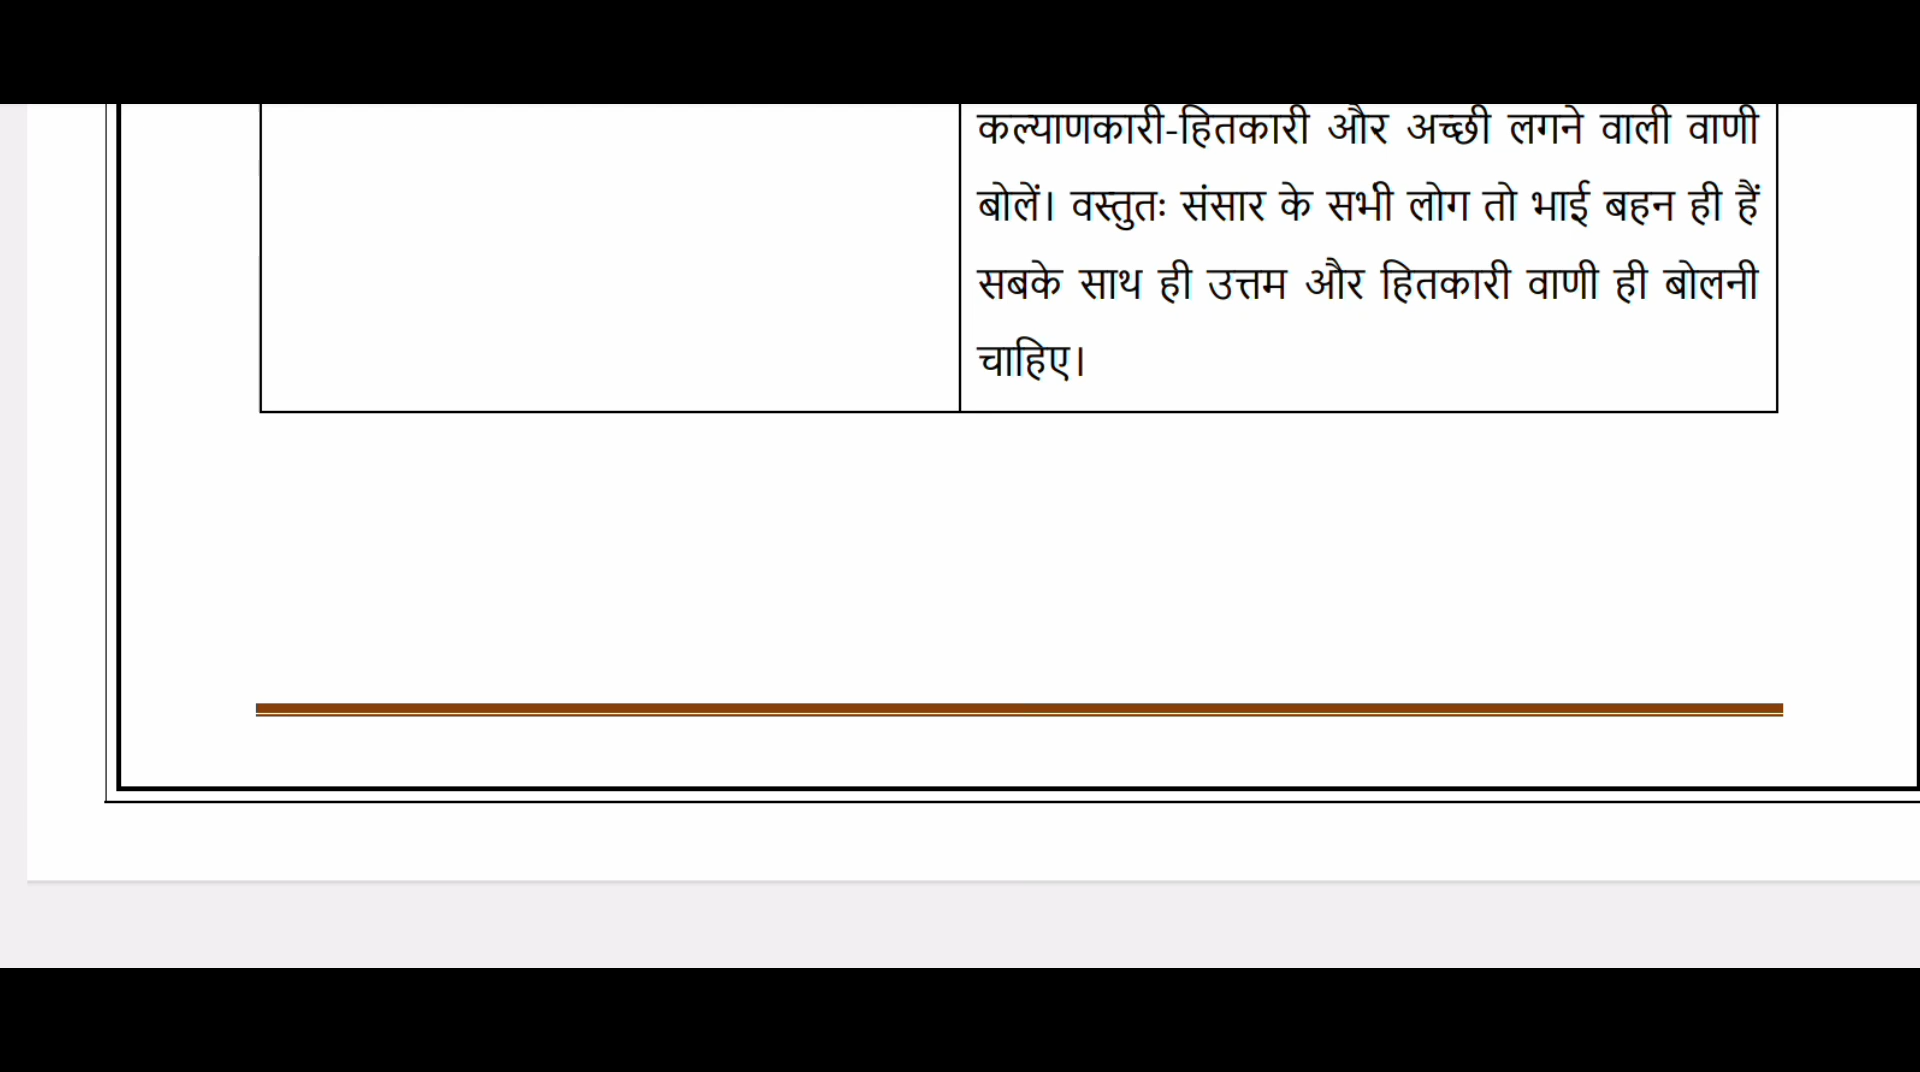 कल्याणकारी-हितकारी और अच्छी लगने वाली वाणी
बोलें। वस्तुतः संसार के सभी लोग तो भाई बहन ही हैं
सबके साथ ही उत्तम और हितकारी वाणी ही बोलनी
चाहिए।